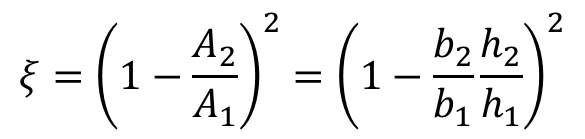 ξ = (1 − A₂/A₁)² = (1 − b₂/b₁ h₂/h₁)²